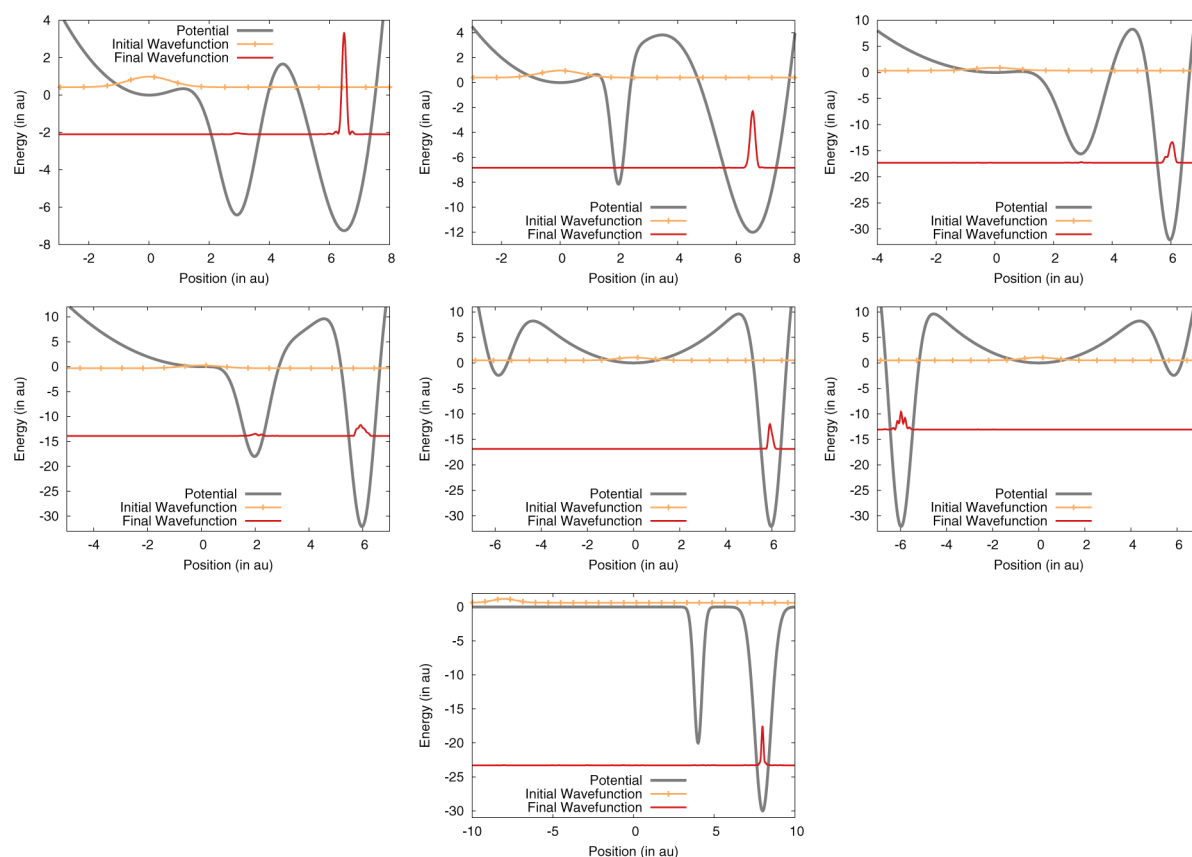 4
2
0
-2
-4
-6
-8
Energy (in au)
Potential
Initial Wavefunction
Final Wavefunction
-2 0 2 4 6 8
Position (in au)
4
0
-4
-8
-12
Energy (in au)
Potential
Initial Wavefunction
Final Wavefunction
-2 0 2 4 6 8
Position (in au)
10
5
0
-5
-10
-15
-20
-25
-30
Energy (in au)
Potential
Initial Wavefunction
Final Wavefunction
-4 -2 0 2 4 6
Position (in au)
10
5
0
-5
-10
-15
-20
-25
-30
Energy (in au)
Potential
Initial Wavefunction
Final Wavefunction
-4 -2 0 2 4 6
Position (in au)
10
5
0
-5
-10
-15
-20
-25
-30
Energy (in au)
Potential
Initial Wavefunction
Final Wavefunction
-6 -4 -2 0 2 4 6
Position (in au)
10
5
0
-5
-10
-15
-20
-25
-30
Energy (in au)
Potential
Initial Wavefunction
Final Wavefunction
-6 -4 -2 0 2 4 6
Position (in au)
0
-5
-10
-15
-20
-25
-30
Energy (in au)
Potential
Initial Wavefunction
Final Wavefunction
-10 -5 0 5 10
Position (in au)